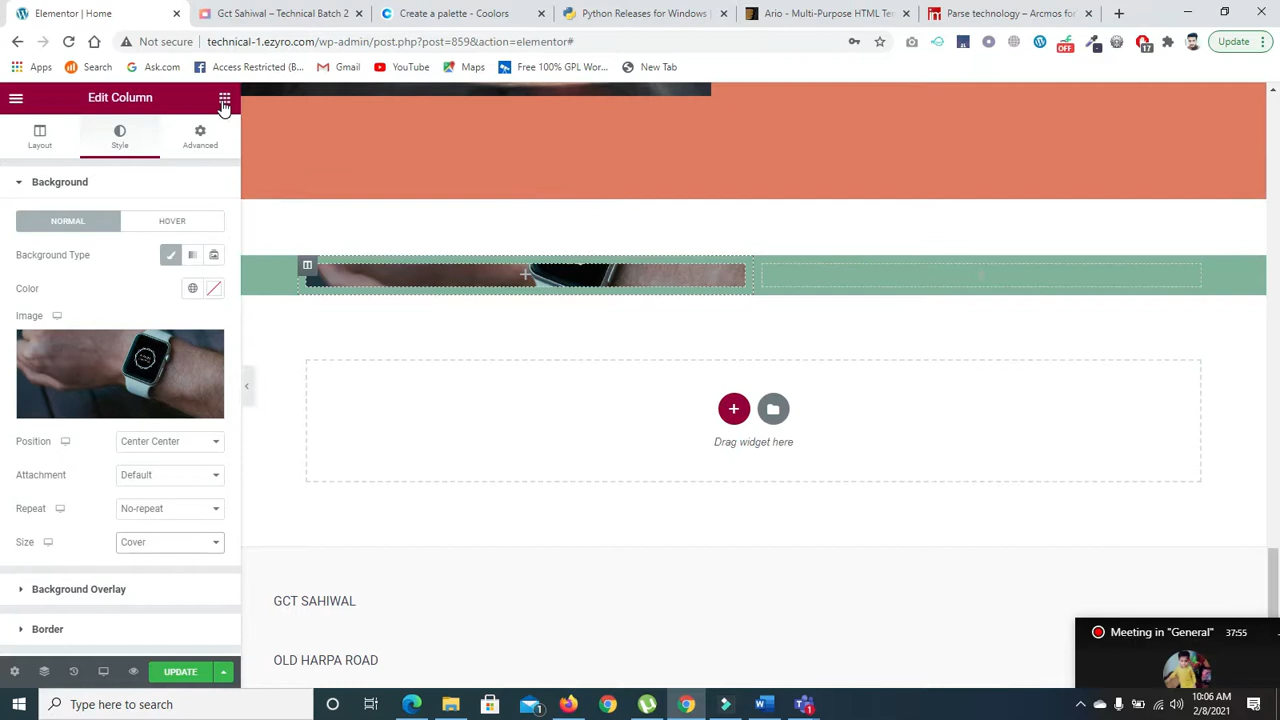 Elementor
Gct Sahiwal – Technical Batch 2
Create a palette - Coolors
Python Releases for Windows
Ario - Multi-Purpose HTML Tem
Parse technology – Arcmos for
Not secure
technical-1.ezyro.com/wp-admin/post.php?post=859&action=elementor#
OFF
17
Update
Apps
Search
Ask.com
Access Restricted (B...
Gmail
YouTube
Maps
Free 100% GPL Wor...
New Tab
Edit Column
Layout
Style
Advanced
Background
NORMAL
HOVER
Background Type
Color
Image
Position
Center Center
Attachment
Default
Repeat
No-repeat
Size
Cover
Background Overlay
Border
UPDATE
Drag widget here
GCT SAHIWAL
OLD HARPA ROAD
Meeting in "General"
37:55
Type here to search
10:06 AM
2/8/2021